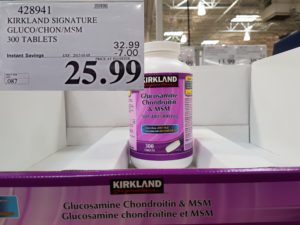 428941
KIRKLAND SIGNATURE
GLUCO/CHON/MSM
300 TABLETS
32.99
Instant Savings
-7.00
25.99
.087
KIRKLAND
Glucosamine
Chondroitin
& MSM
300
KIRKLAND
Glucosamine Chondroitin & MSM
Glucosamine chondroitine et MSM